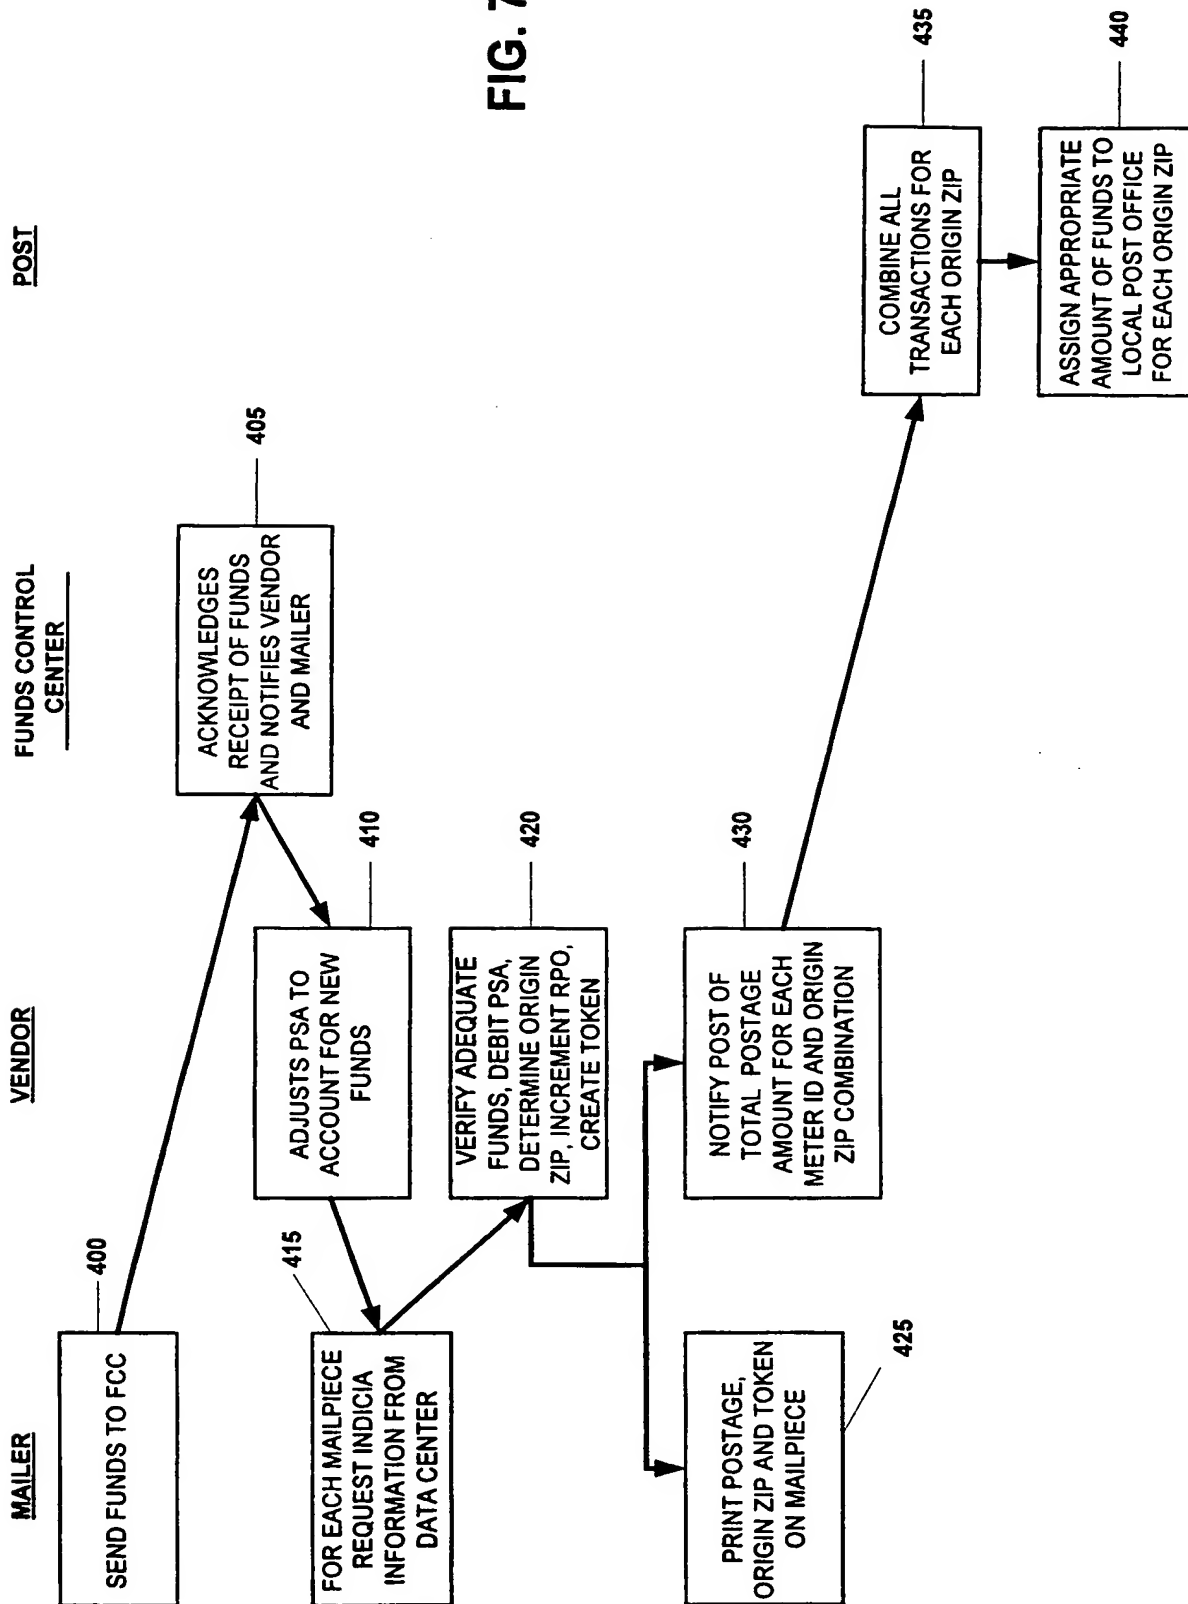 FIG. 7
MAILER
VENDOR
FUNDS CONTROL
CENTER
POST
400
SEND FUNDS TO FCC
405
ACKNOWLEDGES
RECEIPT OF FUNDS
AND NOTIFIES VENDOR
AND MAILER
410
ADJUSTS PSA TO
ACCOUNT FOR NEW
FUNDS
415
FOR EACH MAILPIECE
REQUEST INDICIA
INFORMATION FROM
DATA CENTER
420
VERIFY ADEQUATE
FUNDS, DEBIT PSA,
DETERMINE ORIGIN
ZIP, INCREMENT RPO,
CREATE TOKEN
425
PRINT POSTAGE,
ORIGIN ZIP AND TOKEN
ON MAILPIECE
430
NOTIFY POST OF
TOTAL POSTAGE
AMOUNT FOR EACH
METER ID AND ORIGIN
ZIP COMBINATION
435
COMBINE ALL
TRANSACTIONS FOR
EACH ORIGIN ZIP
440
ASSIGN APPROPRIATE
AMOUNT OF FUNDS TO
LOCAL POST OFFICE
FOR EACH ORIGIN ZIP